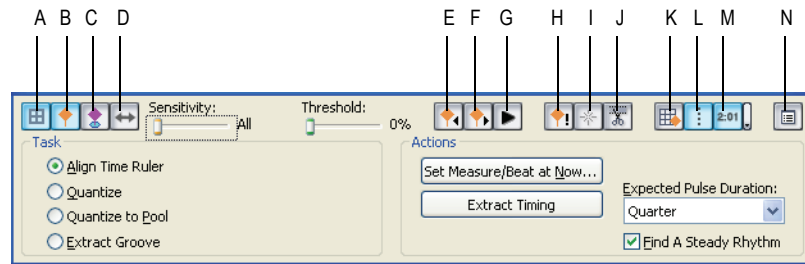 A B C D E F G H I J K L M N
Sensitivity: All Threshold: 0% 2:01
Task
Align Time Ruler
Quantize
Quantize to Pool
Extract Groove
Actions
Set Measure/Beat at Now...
Extract Timing
Expected Pulse Duration:
Quarter
Find A Steady Rhythm